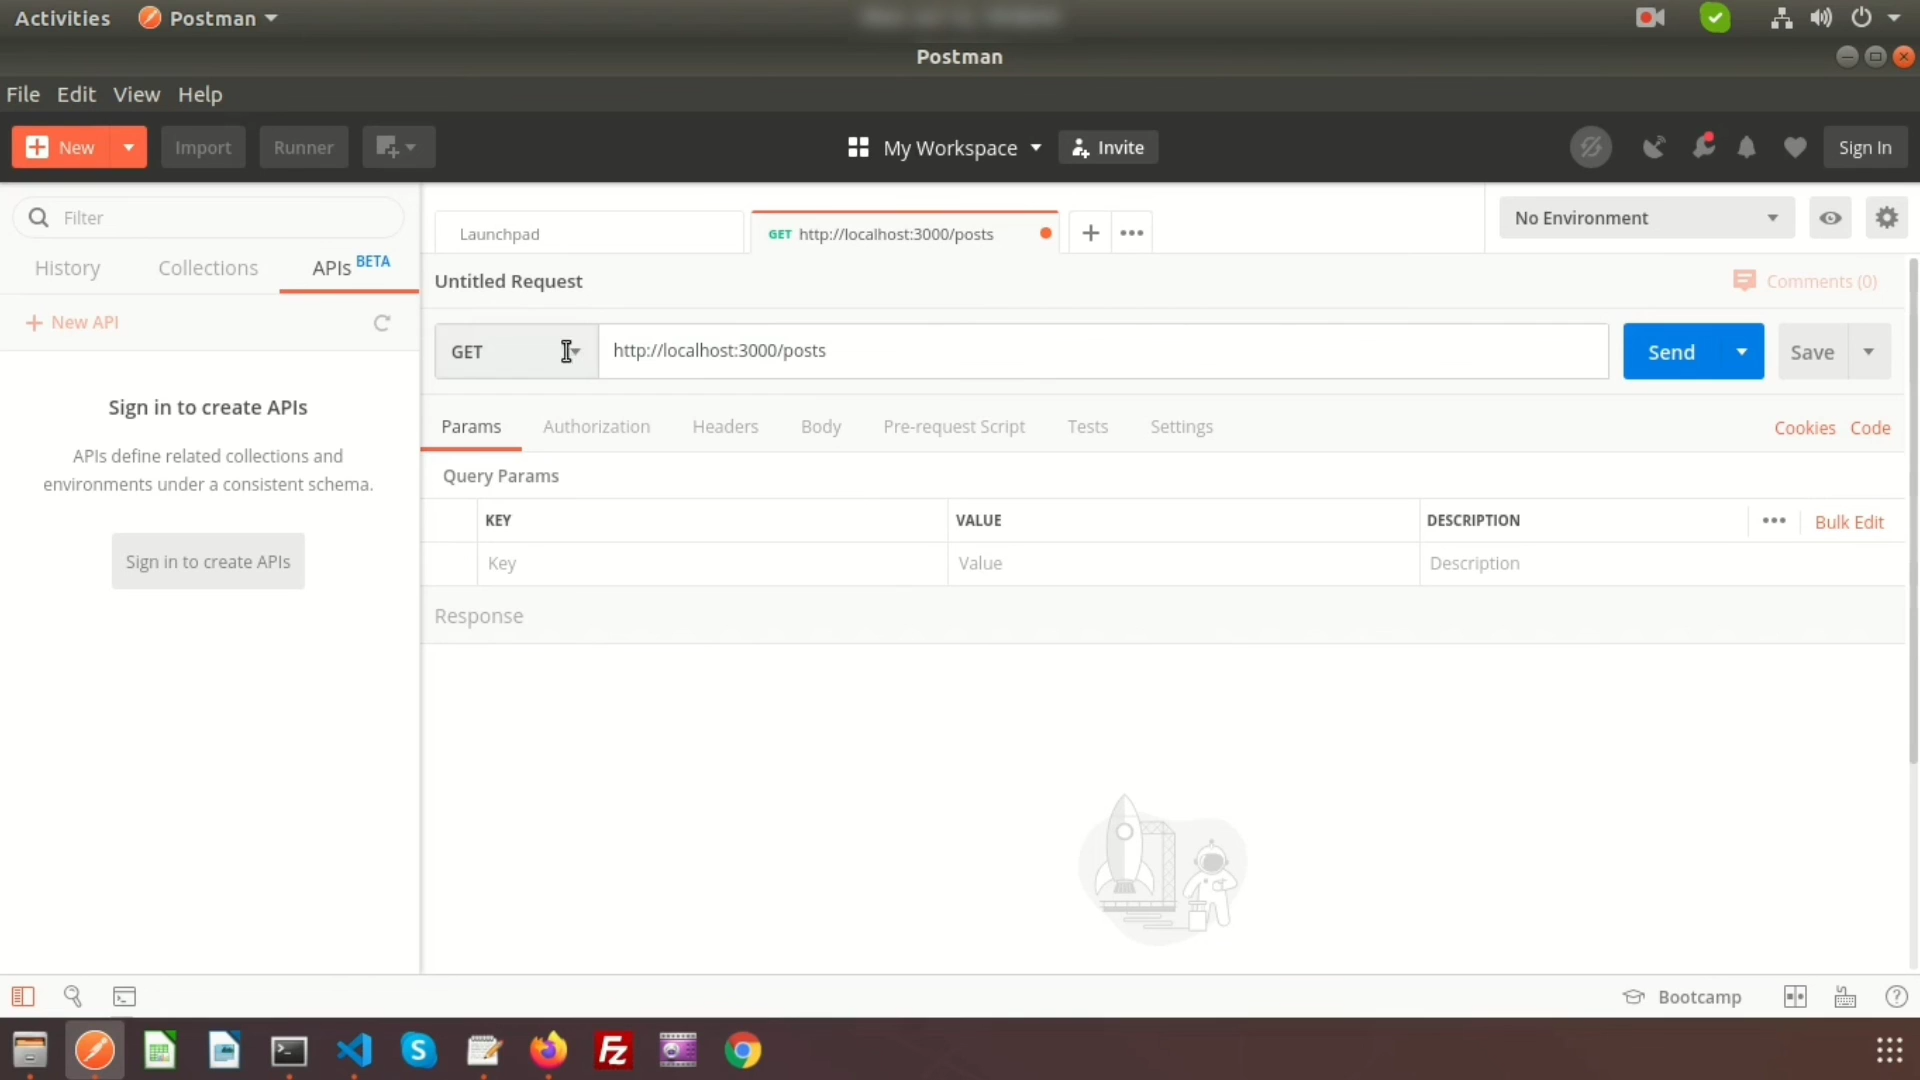 Activities Postman
Postman
File Edit View Help
New Import Runner My Workspace Invite Sign In
Filter
Launchpad GET http://localhost:3000/posts No Environment
History Collections APIs BETA
Untitled Request Comments (0)
New API
GET http://localhost:3000/posts Send Save
Sign in to create APIs
APIs define related collections and
environments under a consistent schema.
Sign in to create APIs
Params Authorization Headers Body Pre-request Script Tests Settings Cookies Code
Query Params
KEY VALUE DESCRIPTION Bulk Edit
Key Value Description
Response
Bootcamp
S
FZ